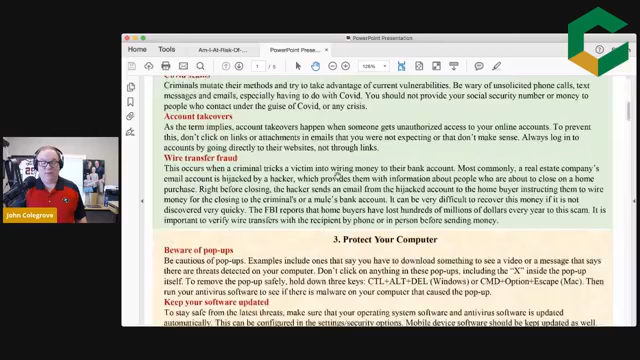 PowerPoint Presentation
Home Tools Am-I-At-Risk-Of-... PowerPoint Prese...
1 / 5 126%
Covid scams
Criminals mutate their methods and try to take advantage of current vulnerabilities. Be wary of unsolicited phone calls, text
messages and emails, especially having to do with Covid. You should not provide your social security number or money to
people who contact under the guise of Covid, or any crisis.
Account takeovers
As the term implies, account takeovers happen when someone gets unauthorized access to your online accounts. To
prevent this, don't click on links or attachments in emails that you were not expecting or that don't make sense. Always log in to
accounts by going directly to their websites, not through links.
Wire transfer fraud
This occurs when a criminal tricks a victim into wiring money to their bank account. Most commonly, a real estate company's
email account is hijacked by a hacker, which provides them with information about people who are about to close on a home
purchase. Right before closing, the hacker sends an email from the hijacked account to the home buyer instructing them to wire
money for the closing to the criminal's or a mule's bank account. It can be very difficult to recover this money if it is not
discovered very quickly. The FBI reports that home buyers have lost hundreds of millions of dollars every year to this scam. It is
important to verify wire transfers with the recipient by phone or in person before sending money.
3. Protect Your Computer
Beware of pop-ups
Be cautious of pop-ups. Examples include ones that say you have to download something to see a video or a message that says
there are threats detected on your computer. Don't click on anything in these pop-ups, including the "X" inside the pop-up
itself. To remove the pop-up safely, hold down three keys: CTL+ALT+DEL (Windows) or CMD+Option+Escape (Mac). Then
run your antivirus software to see if there is malware on your computer that caused the pop-up.
Keep your software updated
To stay safe from the latest threats, make sure that your operating system software and antivirus software is updated
automatically. This can be configured in the settings/security options. Mobile device software should be kept updated as well.
John Colegrove